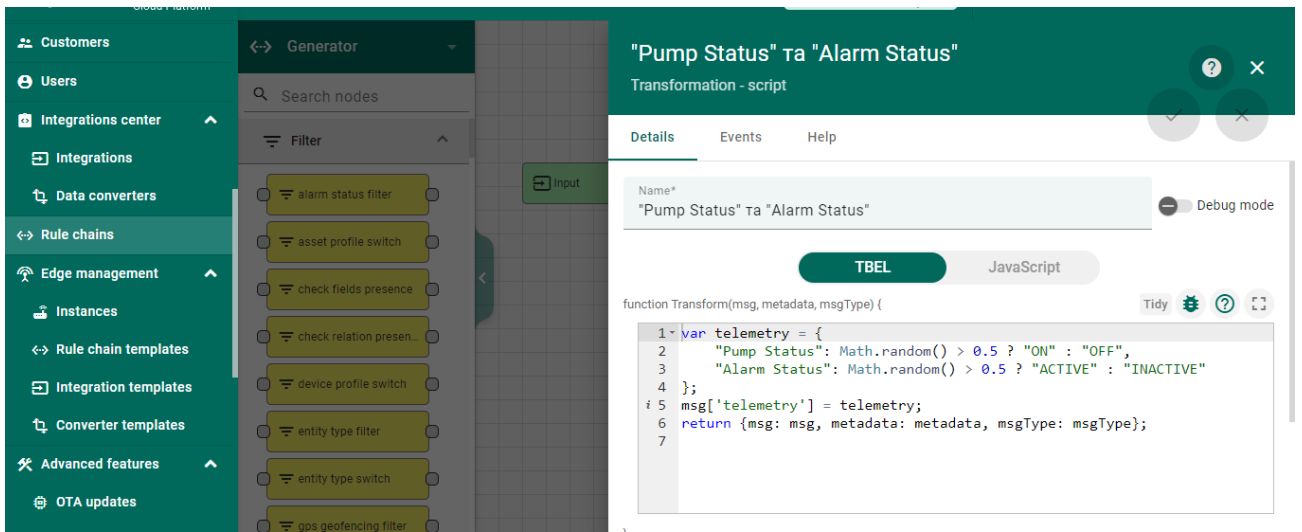 Cloud Platform
Customers
Users
Integrations center
Integrations
Data converters
Rule chains
Edge management
Instances
Rule chain templates
Integration templates
Converter templates
Advanced features
OTA updates
Generator
Search nodes
Filter
alarm status filter
asset profile switch
check fields presence
check relation presen...
device profile switch
entity type filter
entity type switch
gps geofencing filter
Input
"Pump Status" та "Alarm Status"
Transformation - script
Details Events Help
Name*
"Pump Status" та "Alarm Status"
Debug mode
TBEL JavaScript
function Transform(msg, metadata, msgType) {
Tidy
1 var telemetry = {
2 "Pump Status": Math.random() > 0.5 ? "ON" : "OFF",
3 "Alarm Status": Math.random() > 0.5 ? "ACTIVE" : "INACTIVE"
4 };
i 5 msg['telemetry'] = telemetry;
6 return {msg: msg, metadata: metadata, msgType: msgType};
7
}